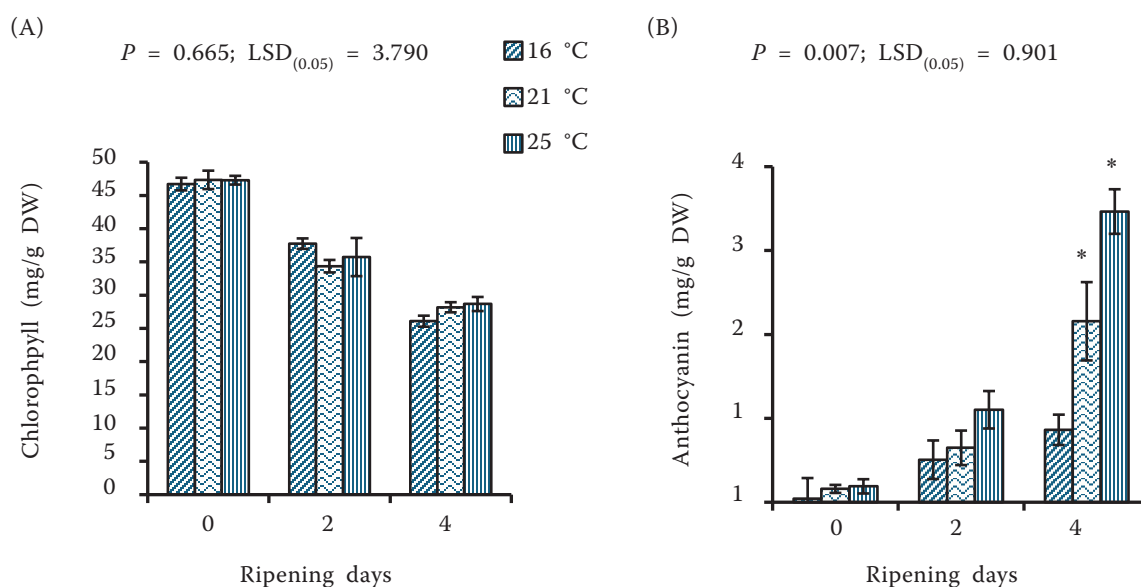 (A)
P = 0.665; LSD(0.05) = 3.790
16 °C
21 °C
25 °C
Chlorophpyll (mg/g DW)
50
45
40
35
30
25
20
15
10
5
0
0 2 4
Ripening days
(B)
P = 0.007; LSD(0.05) = 0.901
Anthocyanin (mg/g DW)
4
3
2
1
1
* *
0 2 4
Ripening days